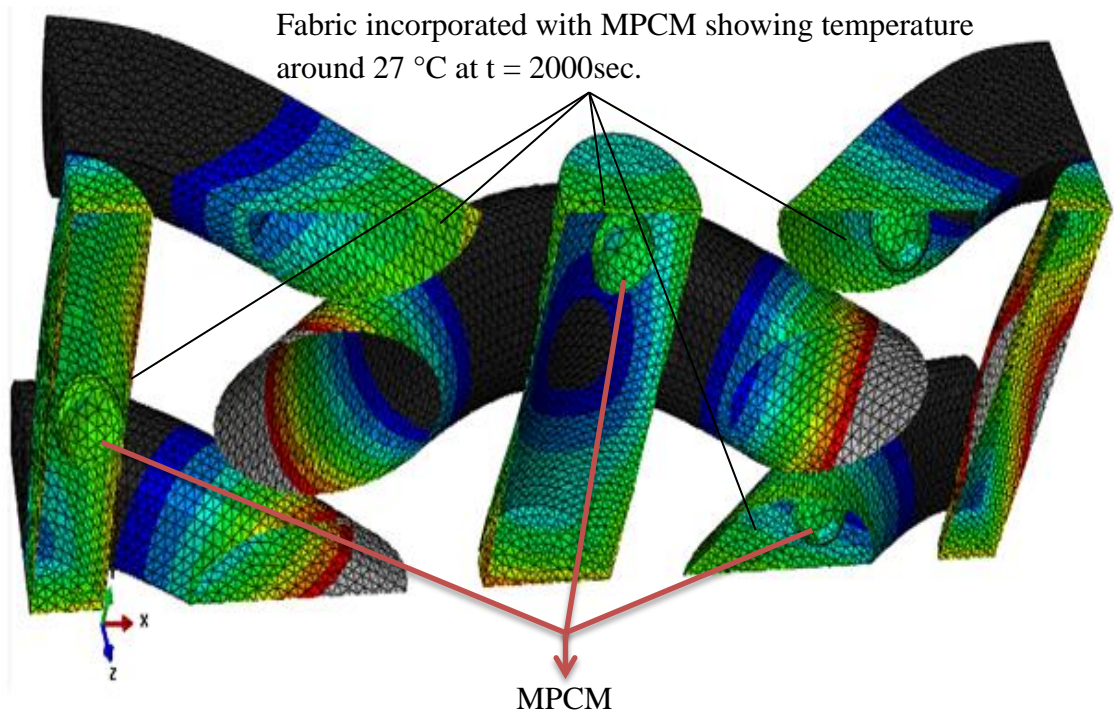 Fabric incorporated with MPCM showing temperature
around 27 °C at t = 2000sec.
X
Z
MPCM